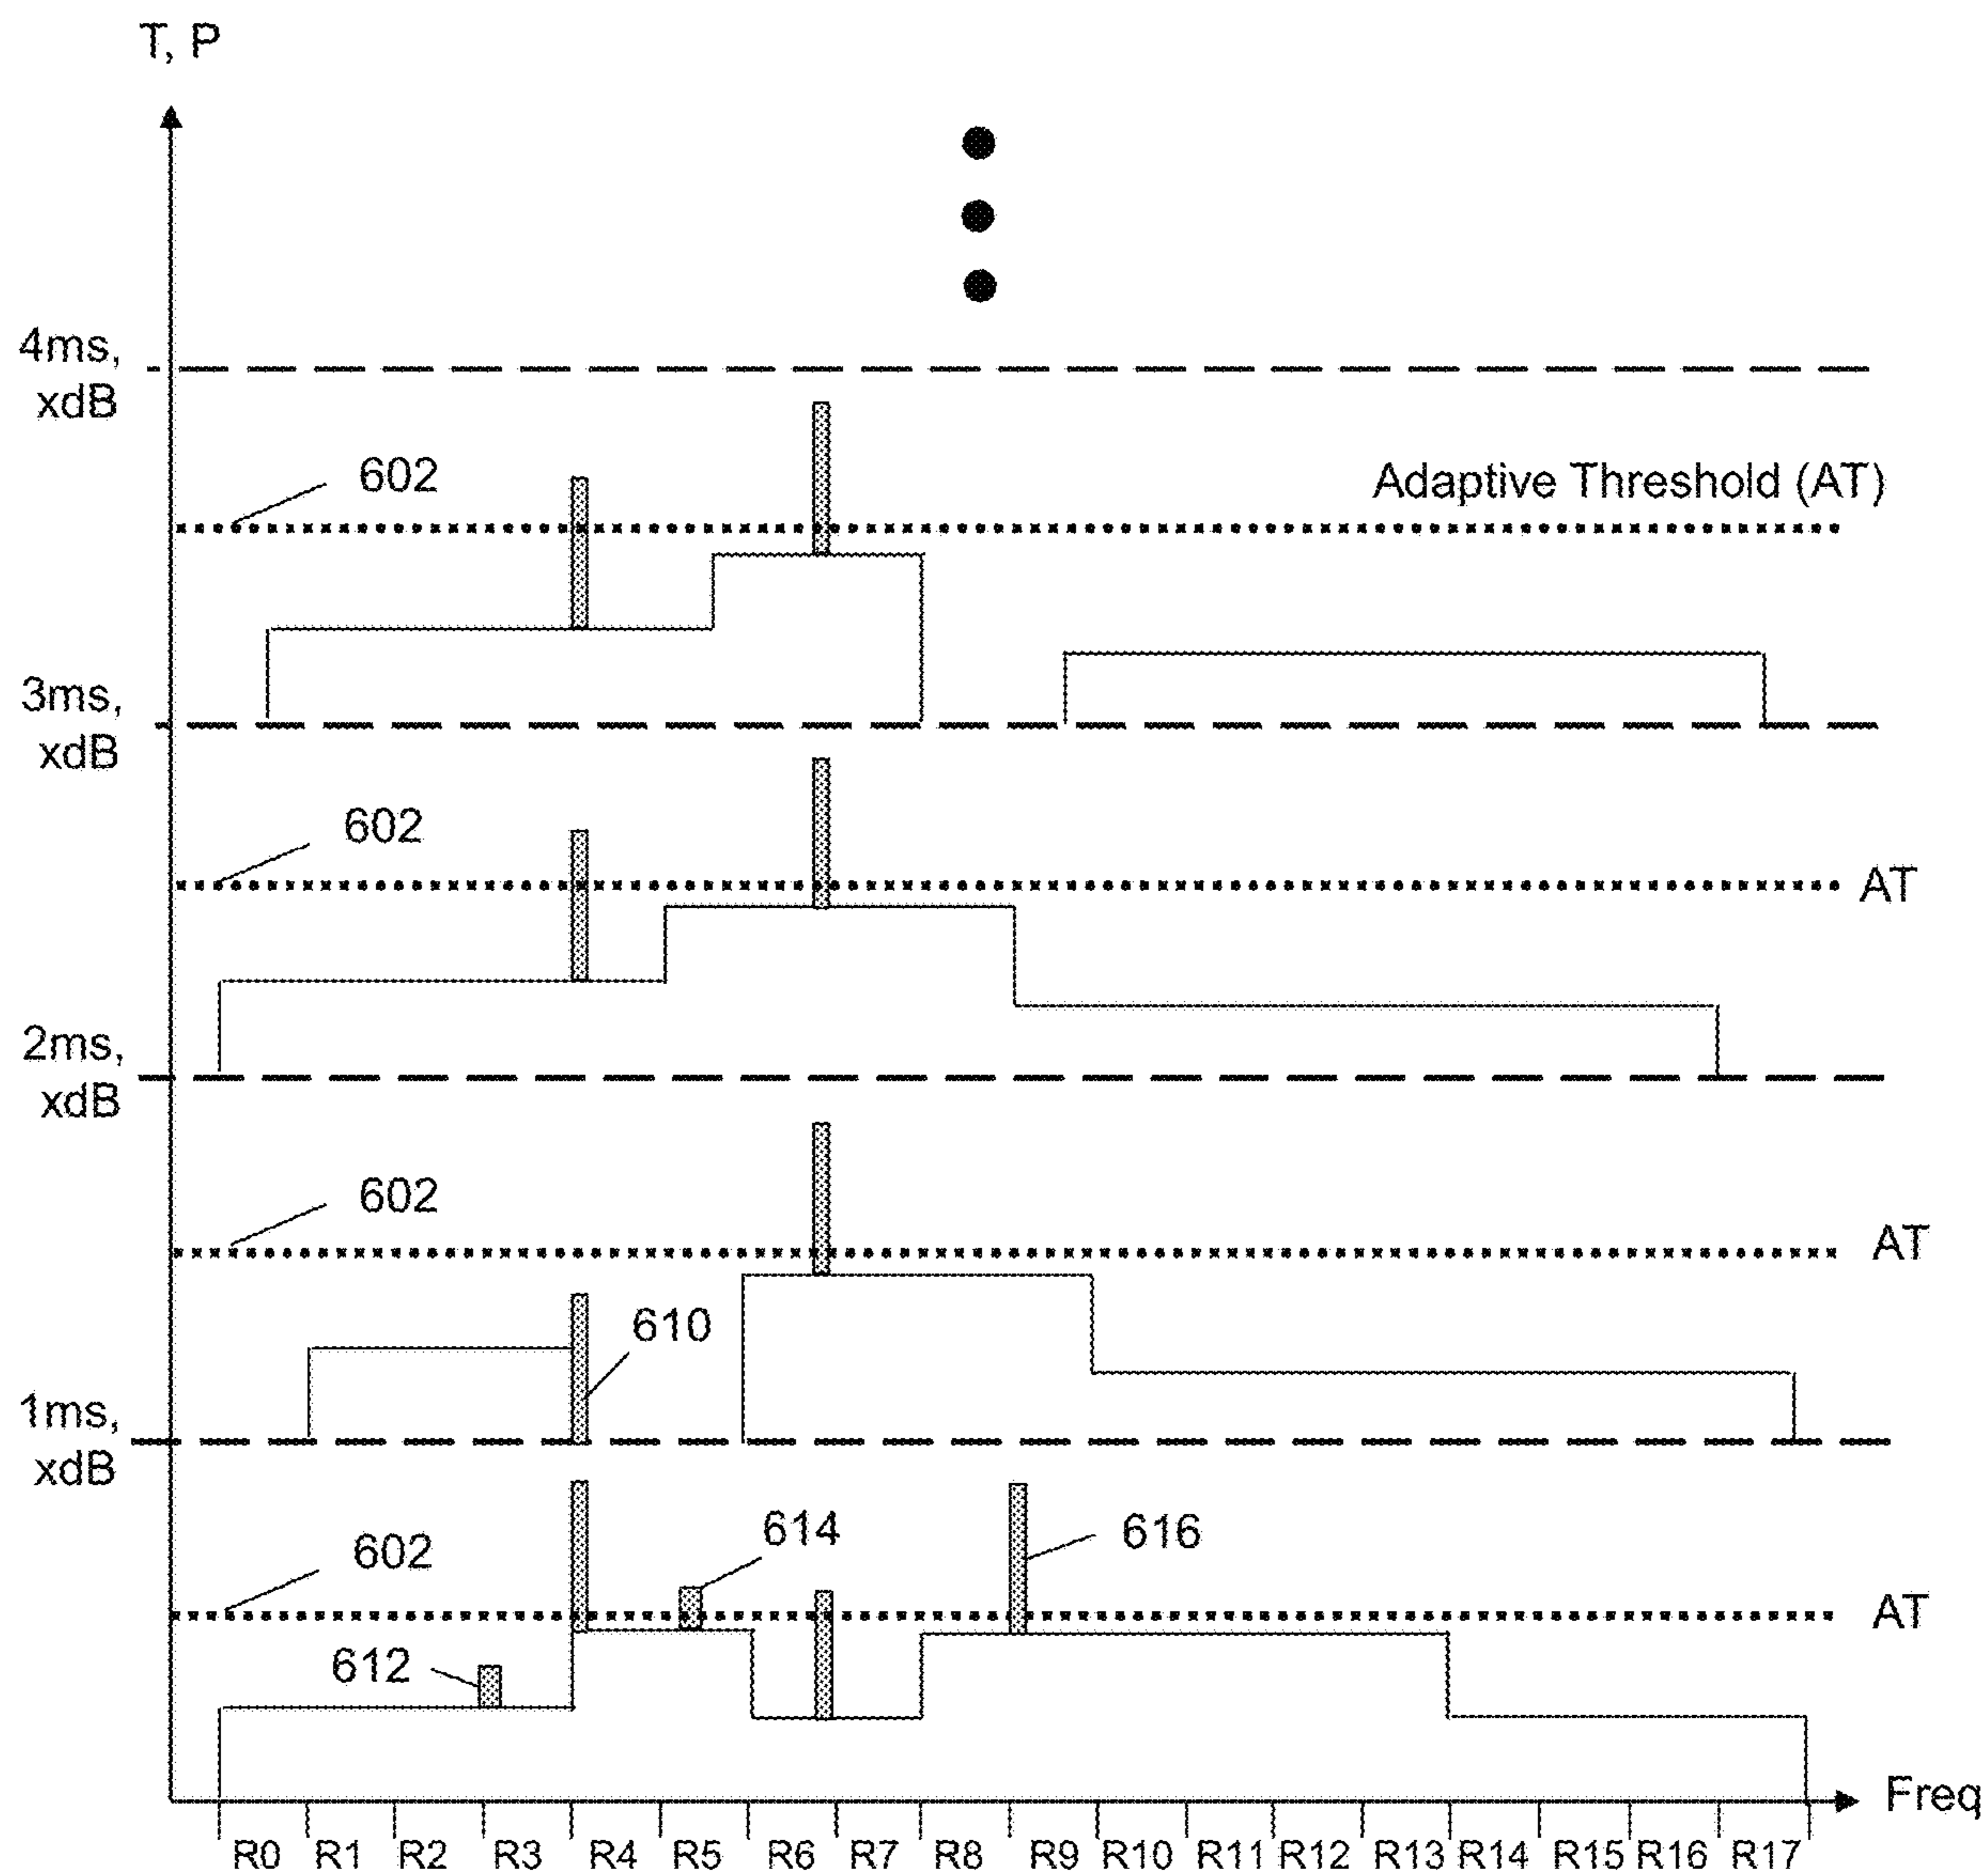 T, P
4ms,
xdB
602
Adaptive Threshold (AT)
3ms,
xdB
602
AT
2ms,
xdB
602
AT
610
1ms,
xdB
614
616
602
AT
612
Freq
R0 R1 R2 R3 R4 R5 R6 R7 R8 R9 R10 R11 R12 R13 R14 R15 R16 R17